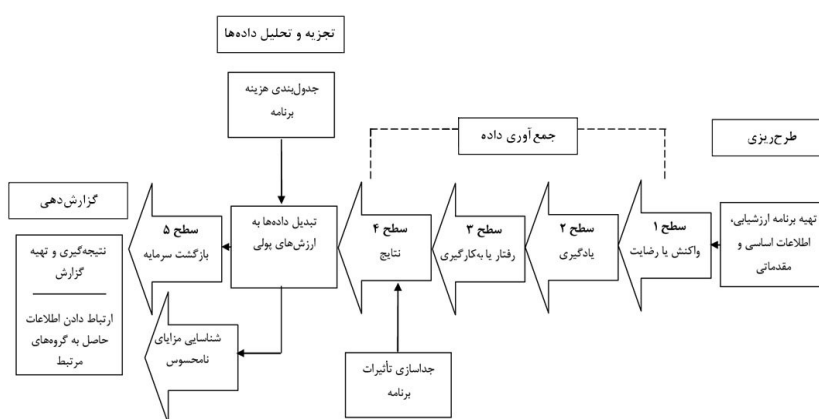 تجزیه و تحلیل داده‌ها
جدول‌بندی هزینه
برنامه
جمع‌آوری داده
طرح‌ریزی
تهیه برنامه ارزشیابی،
اطلاعات اساسی و
مقدماتی
سطح ۱
واکنش یا رضایت
سطح ۲
یادگیری
سطح ۳
رفتار یا به‌کارگیری
سطح ۴
نتایج
جداسازی تأثیرات
برنامه
تبدیل داده‌ها به
ارزش‌های پولی
سطح ۵
بازگشت سرمایه
شناسایی مزایای
نامحسوس
گزارش‌دهی
نتیجه‌گیری و تهیه
گزارش
ارتباط دادن اطلاعات
حاصل به گروه‌های
مرتبط